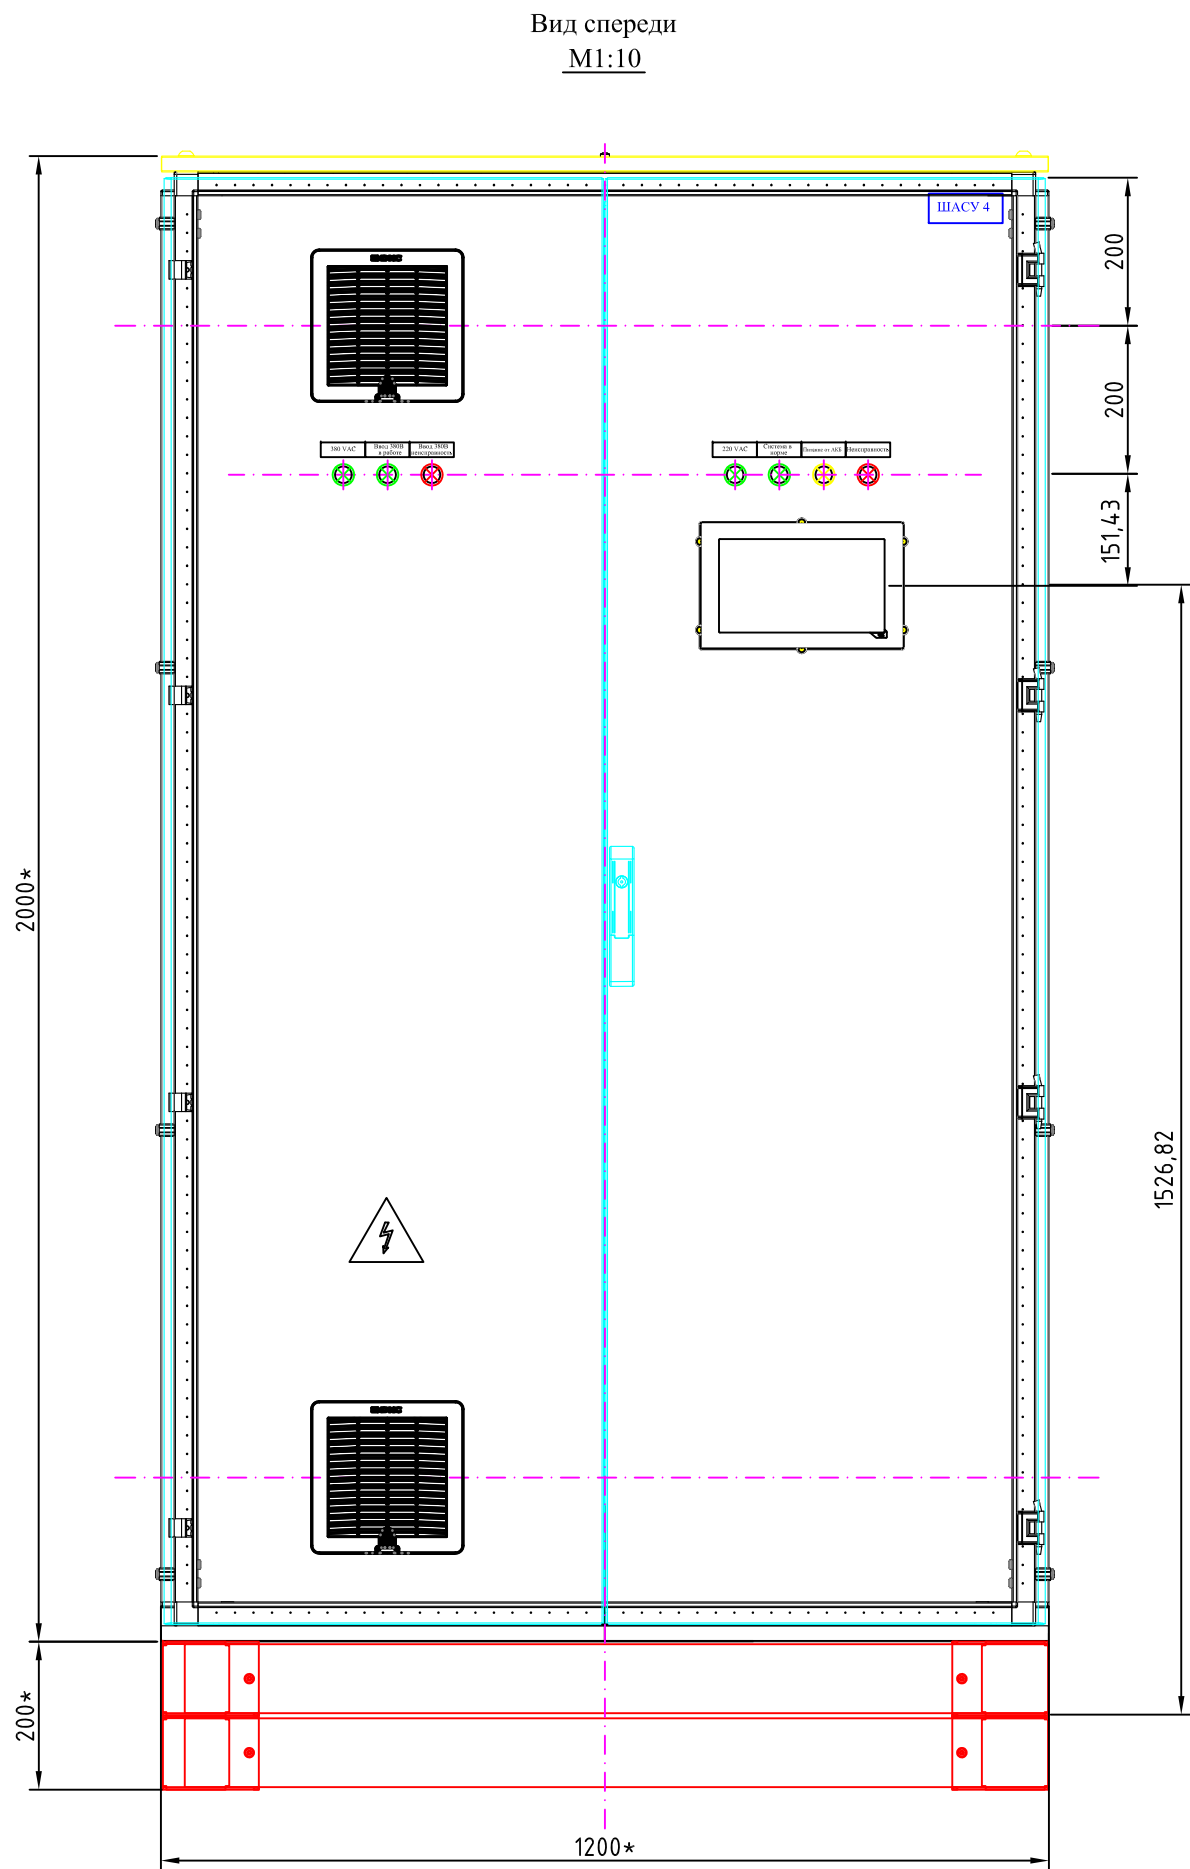 Вид спереди
М1:10
ШАСУ 4
200
200
380 VAC
Ввод 380В
в работе
Ввод 380В
неисправность
220 VAC
Система в
норме
Питание от АКБ
Неисправность
151,43
2000*
1526,82
200*
1200*